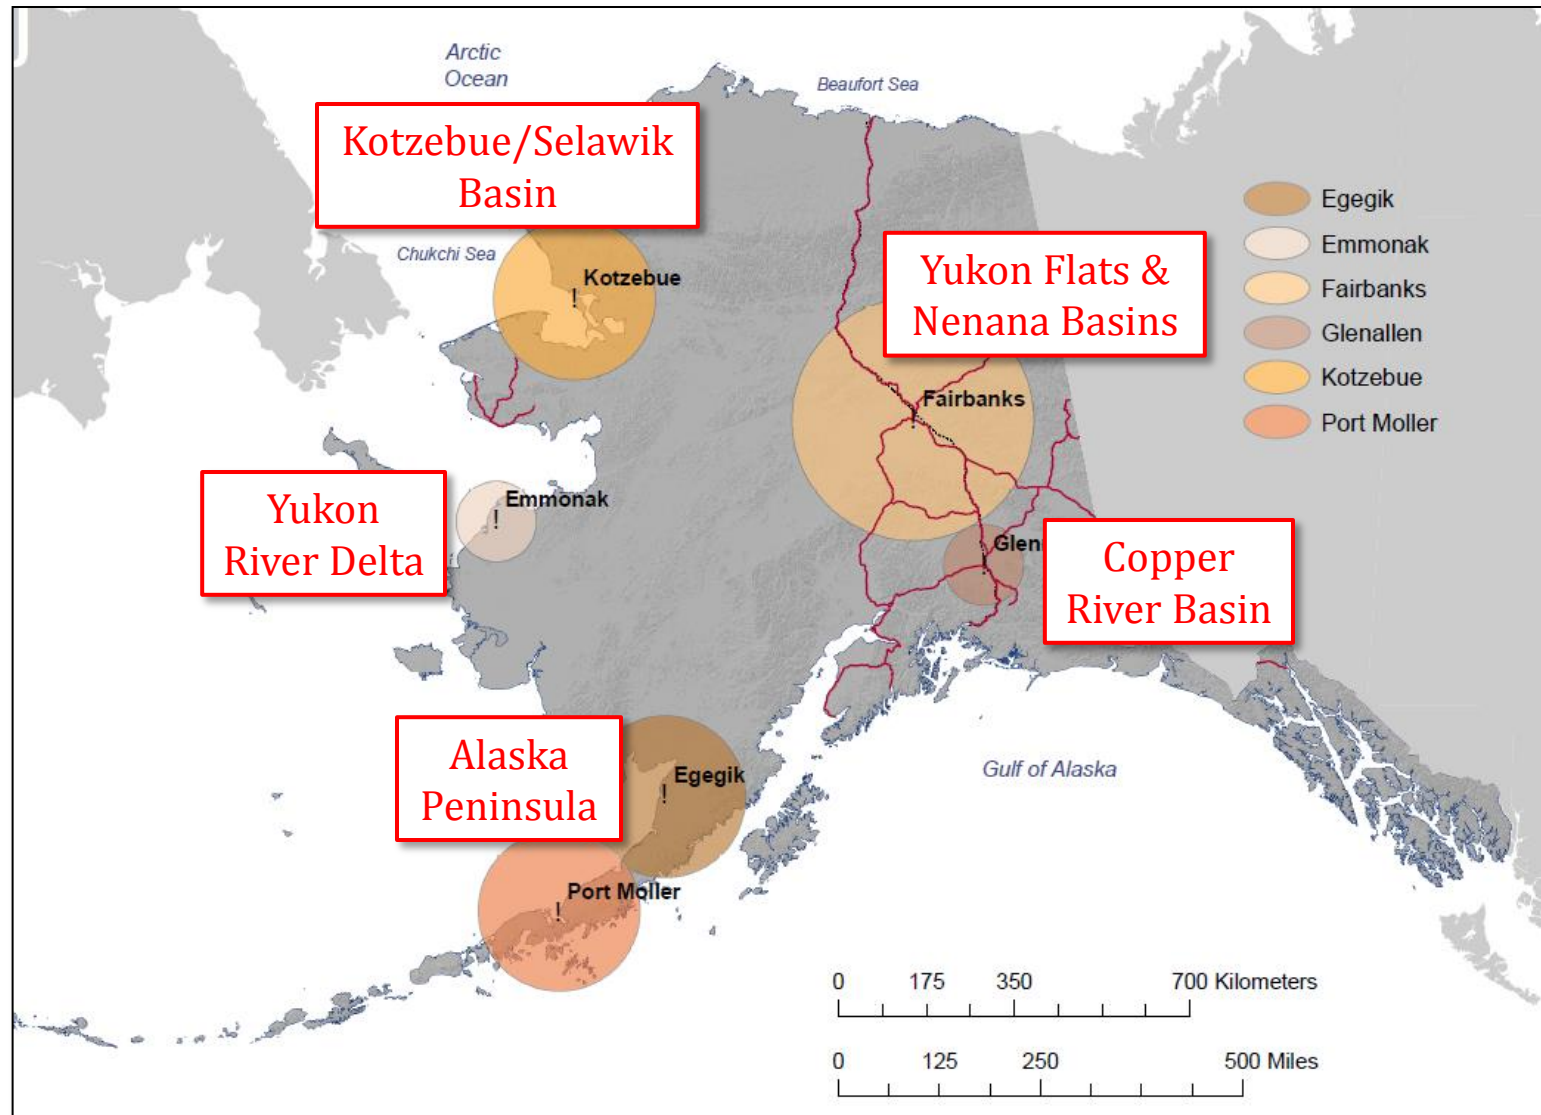 Arctic
Ocean
Beaufort Sea
Kotzebue/Selawik
Basin
Chukchi Sea
Kotzebue
Yukon Flats &
Nenana Basins
Egegik
Emmonak
Fairbanks
Glenallen
Kotzebue
Port Moller
Fairbanks
Emmonak
Yukon
River Delta
Copper
River Basin
Alaska
Peninsula
Egegik
Gulf of Alaska
Port Moller
0 175 350 700 Kilometers
0 125 250 500 Miles